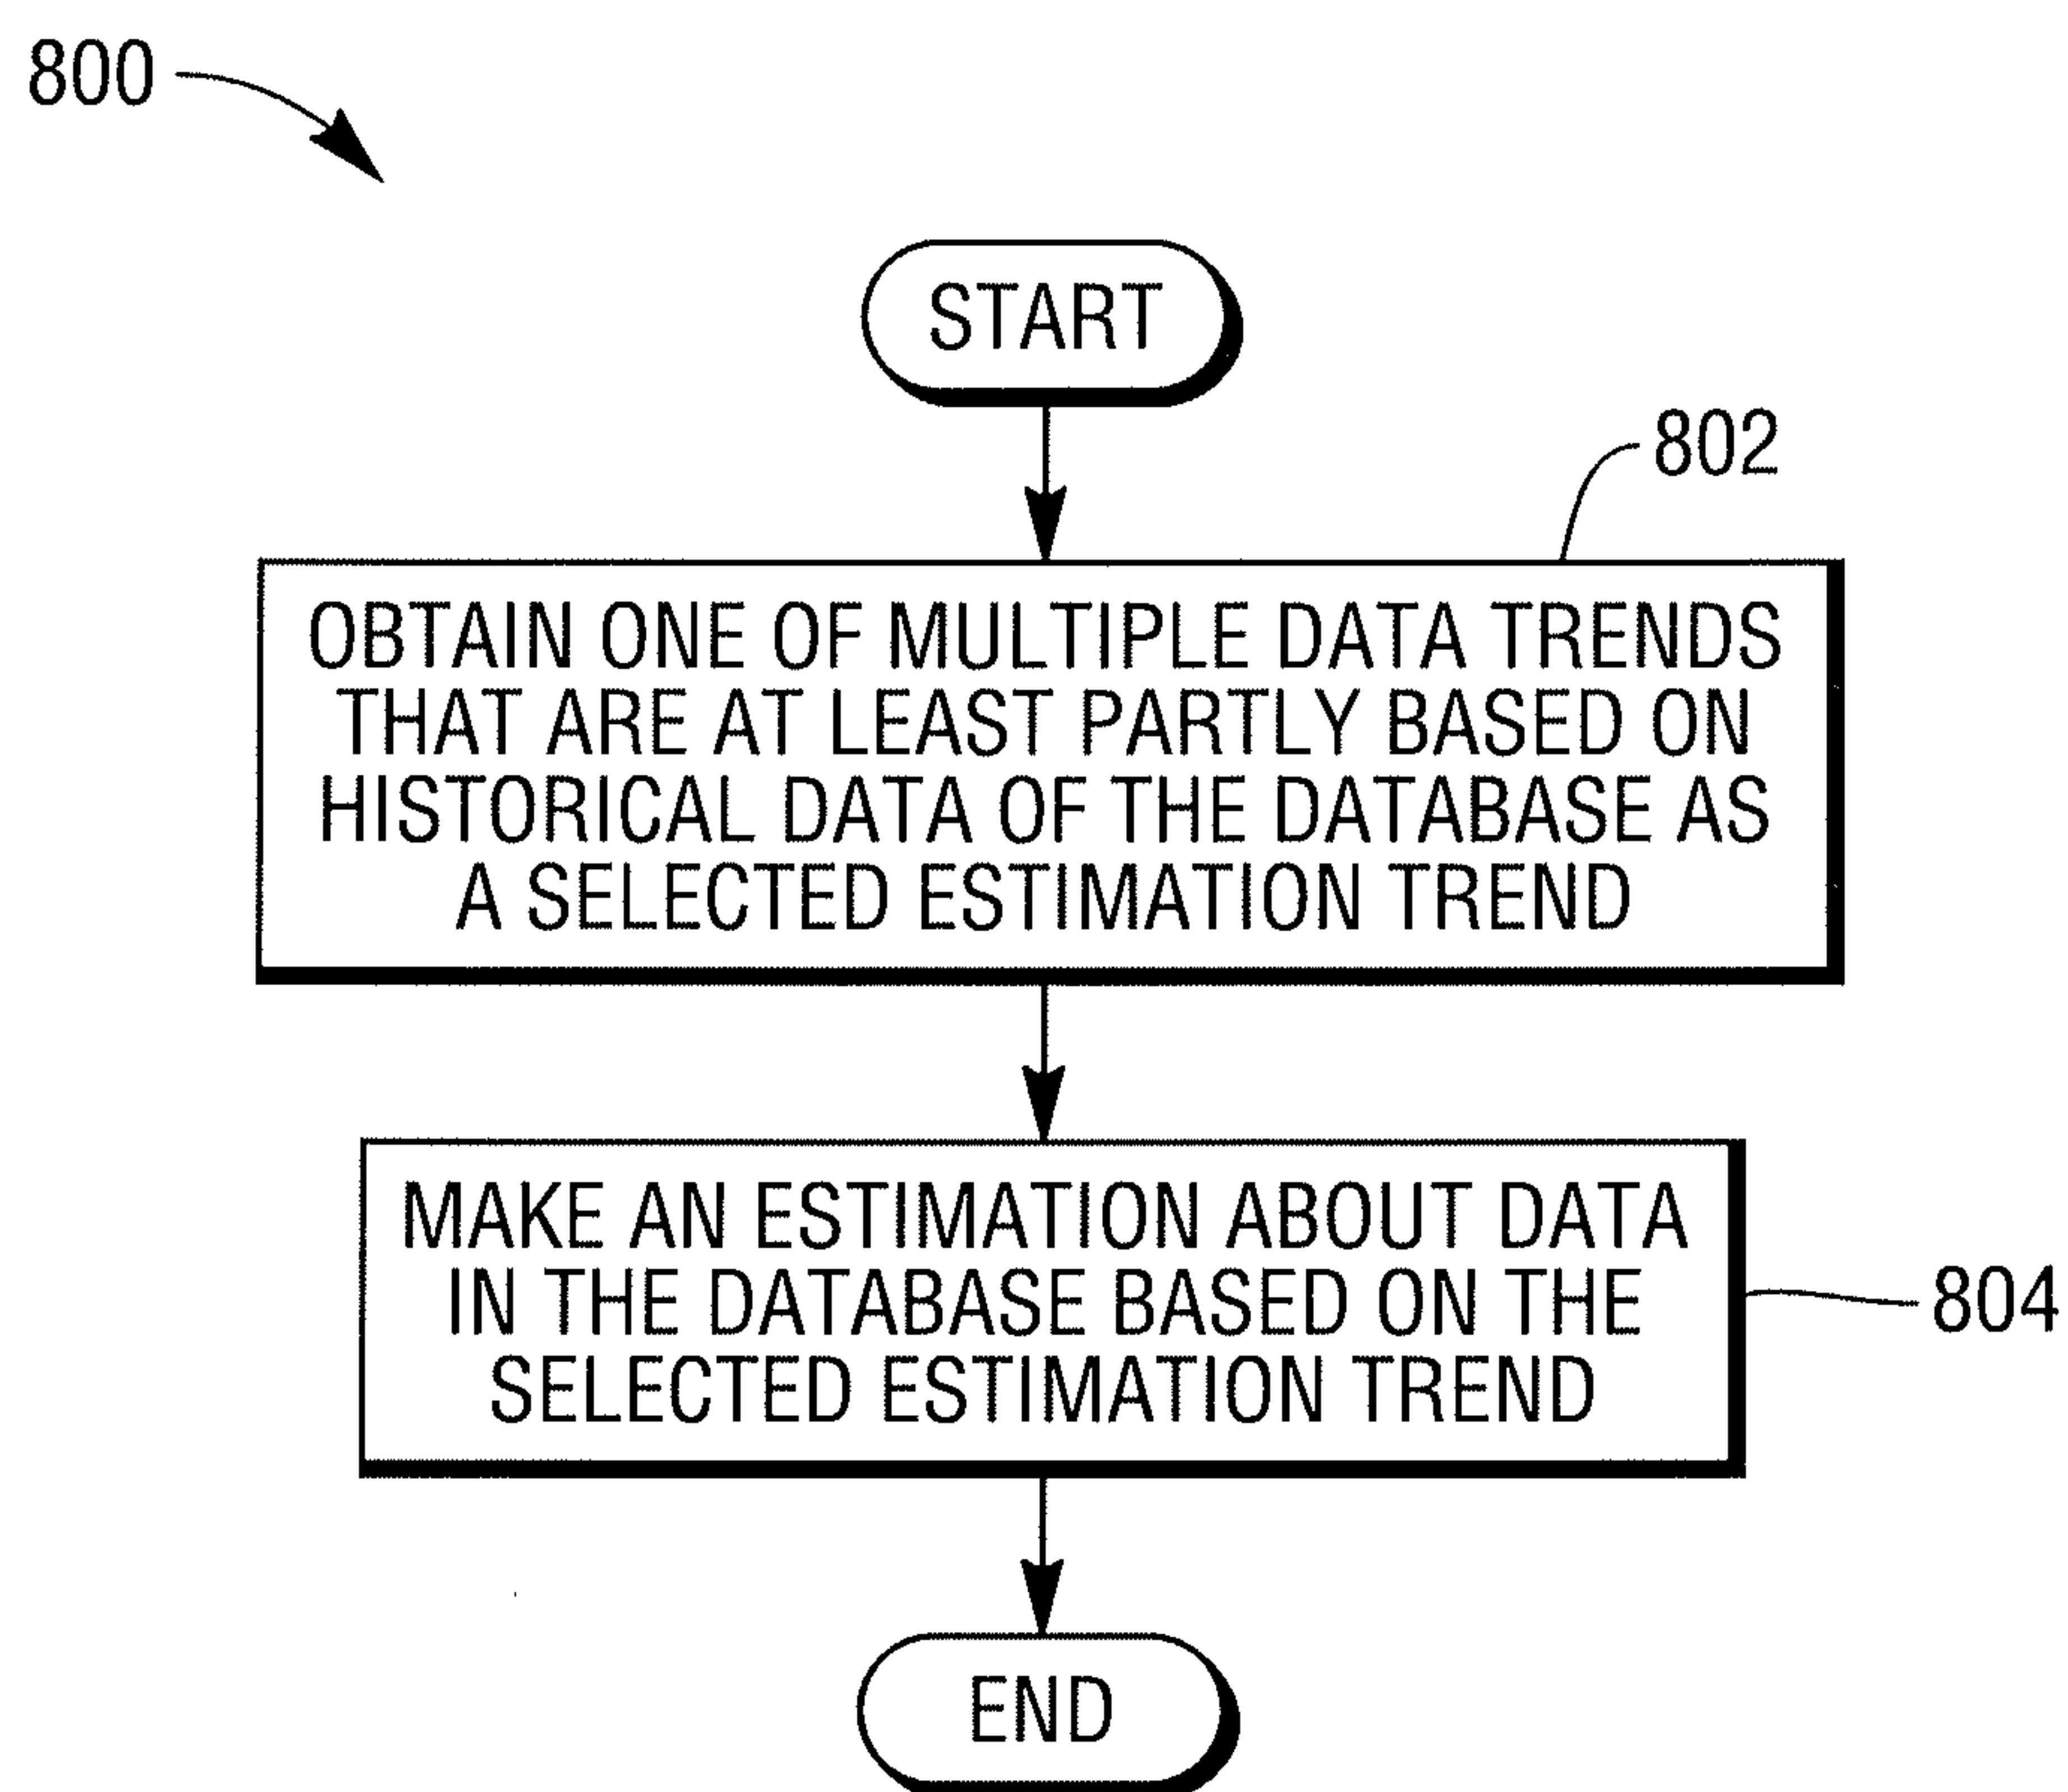 800
START
802
OBTAIN ONE OF MULTIPLE DATA TRENDS
THAT ARE AT LEAST PARTLY BASED ON
HISTORICAL DATA OF THE DATABASE AS
A SELECTED ESTIMATION TREND
MAKE AN ESTIMATION ABOUT DATA
IN THE DATABASE BASED ON THE
SELECTED ESTIMATION TREND
804
END